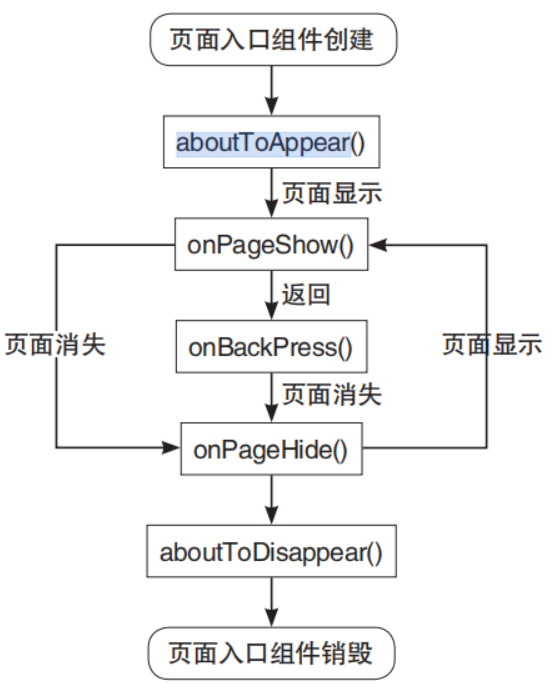 页面入口组件创建
aboutToAppear()
页面显示
onPageShow()
返回
页面消失
onBackPress()
页面显示
页面消失
onPageHide()
aboutToDisappear()
页面入口组件销毁